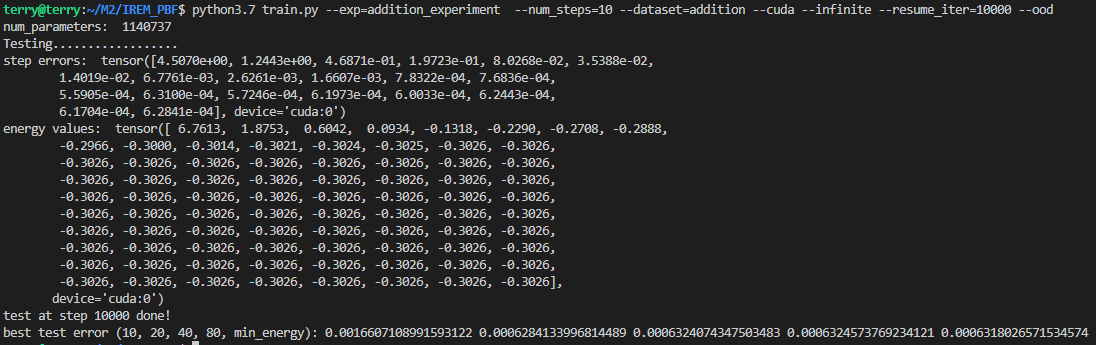 terry@terry:~/M2/IREM_PBF$ python3.7 train.py --exp=addition_experiment  --num_steps=10 --dataset=addition --cuda --infinite --resume_iter=10000 --ood
num_parameters:  1140737
Testing..................
step errors:  tensor([4.5070e+00, 1.2443e+00, 4.6871e-01, 1.9723e-01, 8.0268e-02, 3.5388e-02,
        1.4019e-02, 6.7761e-03, 2.6261e-03, 1.6607e-03, 7.8322e-04, 7.6836e-04,
        5.5905e-04, 6.3100e-04, 5.7246e-04, 6.1973e-04, 6.0033e-04, 6.2443e-04,
        6.1704e-04, 6.2841e-04], device='cuda:0')
energy values:  tensor([ 6.7613,  1.8753,  0.6042,  0.0934, -0.1318, -0.2290, -0.2708, -0.2888,
        -0.2966, -0.3000, -0.3014, -0.3021, -0.3024, -0.3025, -0.3026, -0.3026,
        -0.3026, -0.3026, -0.3026, -0.3026, -0.3026, -0.3026, -0.3026, -0.3026,
        -0.3026, -0.3026, -0.3026, -0.3026, -0.3026, -0.3026, -0.3026, -0.3026,
        -0.3026, -0.3026, -0.3026, -0.3026, -0.3026, -0.3026, -0.3026, -0.3026,
        -0.3026, -0.3026, -0.3026, -0.3026, -0.3026, -0.3026, -0.3026, -0.3026,
        -0.3026, -0.3026, -0.3026, -0.3026, -0.3026, -0.3026, -0.3026, -0.3026,
        -0.3026, -0.3026, -0.3026, -0.3026, -0.3026, -0.3026, -0.3026, -0.3026,
        -0.3026, -0.3026, -0.3026, -0.3026, -0.3026, -0.3026, -0.3026, -0.3026,
        -0.3026, -0.3026, -0.3026, -0.3026, -0.3026, -0.3026, -0.3026, -0.3026],
       device='cuda:0')
test at step 10000 done!
best test error (10, 20, 40, 80, min_energy): 0.0016607108991593122 0.0006284133996814489 0.0006324074347503483 0.0006324573769234121 0.0006318026571534574